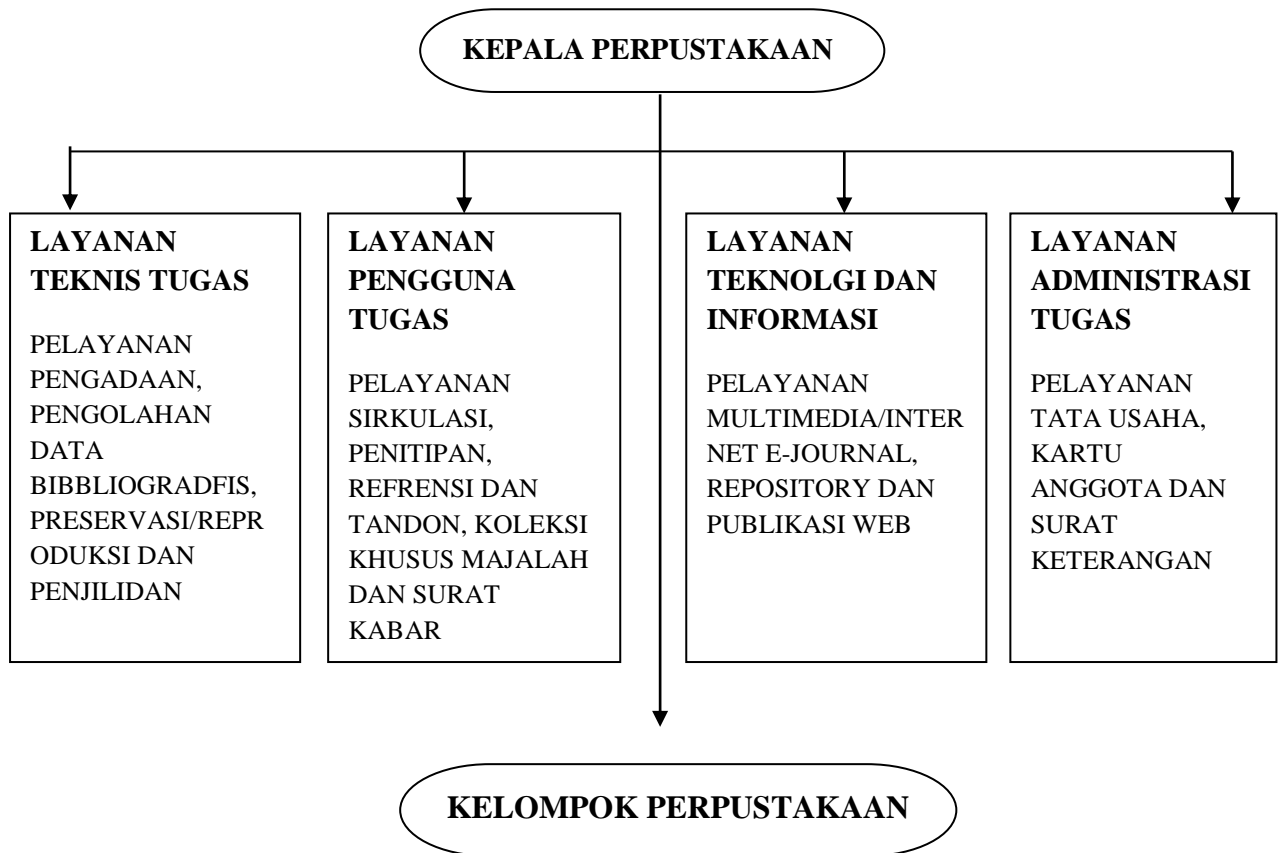 KEPALA PERPUSTAKAAN
LAYANAN
TEKNIS TUGAS
PELAYANAN
PENGADAAN,
PENGOLAHAN
DATA
BIBBLIOGRADFIS,
PRESERVASI/REPR
ODUKSI DAN
PENJILIDAN
LAYANAN
PENGGUNA
TUGAS
PELAYANAN
SIRKULASI,
PENITIPAN,
REFRENSI DAN
TANDON, KOLEKSI
KHUSUS MAJALAH
DAN SURAT
KABAR
LAYANAN
TEKNOLGI DAN
INFORMASI
PELAYANAN
MULTIMEDIA/INTER
NET E-JOURNAL,
REPOSITORY DAN
PUBLIKASI WEB
LAYANAN
ADMINISTRASI
TUGAS
PELAYANAN
TATA USAHA,
KARTU
ANGGOTA DAN
SURAT
KETERANGAN
KELOMPOK PERPUSTAKAAN